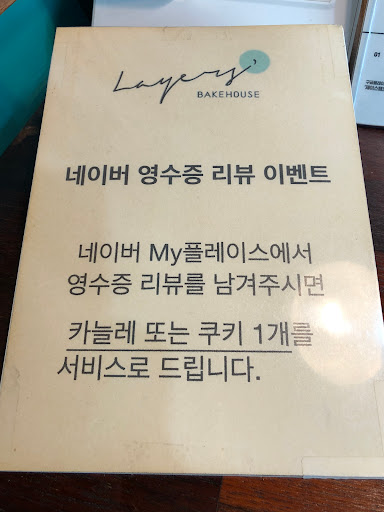 Layers'
BAKEHOUSE
네이버 영수증 리뷰 이벤트
네이버 My플레이스에서
영수증 리뷰를 남겨주시면
카눌레 또는 쿠키 1개를
서비스로 드립니다.
01